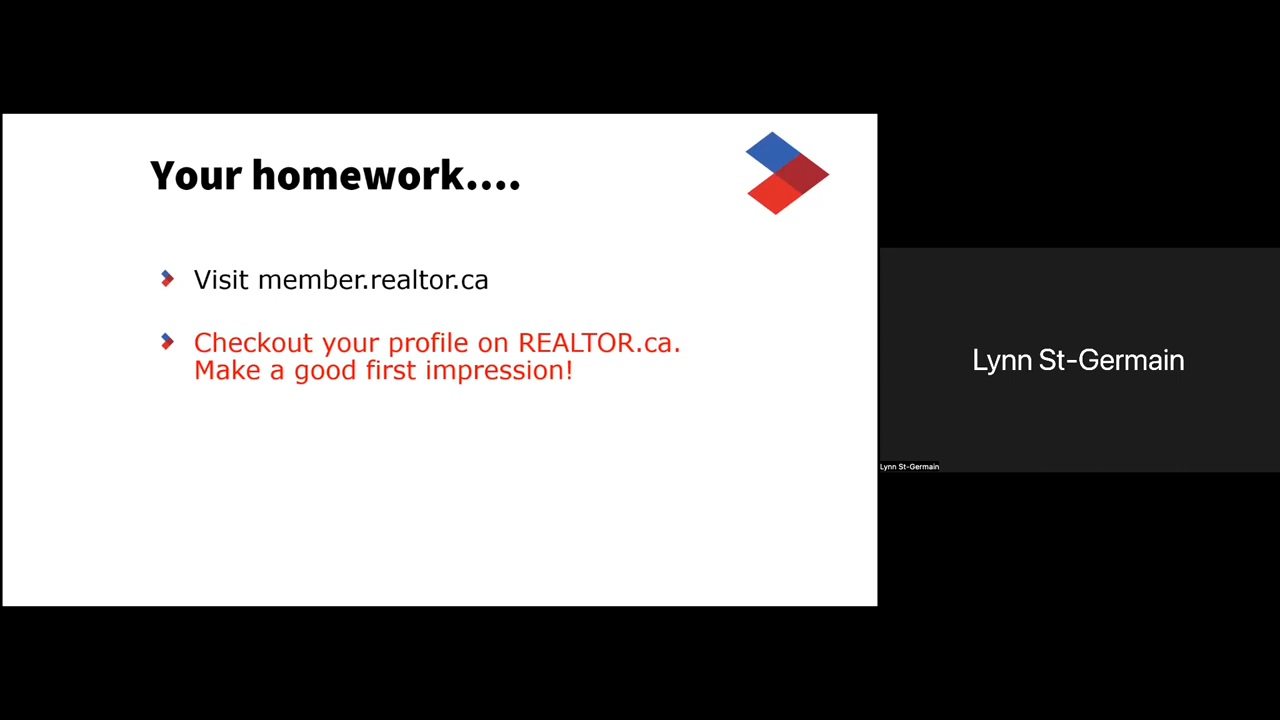 Your homework....
Visit member.realtor.ca
Checkout your profile on REALTOR.ca.
Make a good first impression!
Lynn St-Germain
Lynn St-Germain